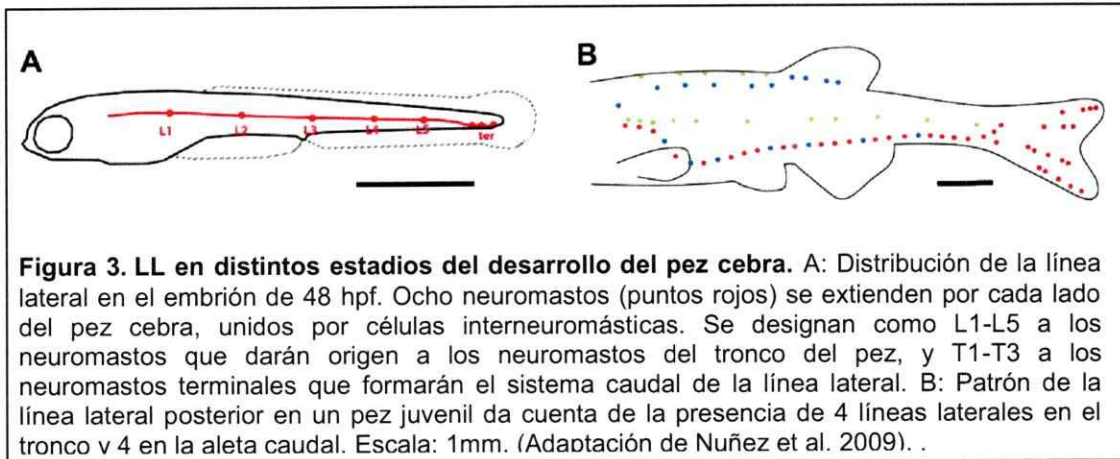 A
B
L1
L2
L3
L4
L5
ter
Figura 3. LL en distintos estadios del desarrollo del pez cebra. A: Distribución de la línea
lateral en el embrión de 48 hpf. Ocho neuromastos (puntos rojos) se extienden por cada lado
del pez cebra, unidos por células interneuromásticas. Se designan como L1-L5 a los
neuromastos que darán origen a los neuromastos del tronco del pez, y T1-T3 a los
neuromastos terminales que formarán el sistema caudal de la línea lateral. B: Patrón de la
línea lateral posterior en un pez juvenil da cuenta de la presencia de 4 líneas laterales en el
tronco y 4 en la aleta caudal. Escala: 1mm. (Adaptación de Nuñez et al. 2009). .